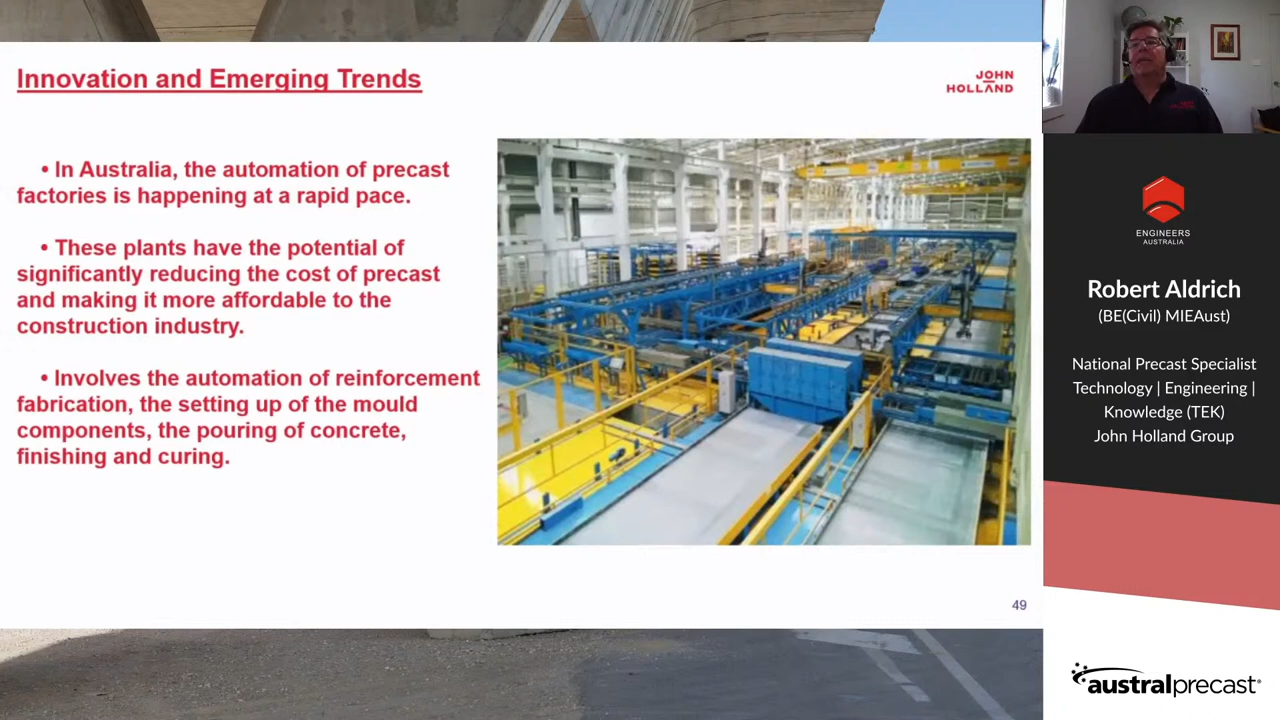 Innovation and Emerging Trends
JOHN
HOLLAND
• In Australia, the automation of precast
factories is happening at a rapid pace.
• These plants have the potential of
significantly reducing the cost of precast
and making it more affordable to the
construction industry.
• Involves the automation of reinforcement
fabrication, the setting up of the mould
components, the pouring of concrete,
finishing and curing.
49
ENGINEERS
AUSTRALIA
Robert Aldrich
(BE(Civil) MIEAust)
National Precast Specialist
Technology | Engineering |
Knowledge (TEK)
John Holland Group
australprecast®